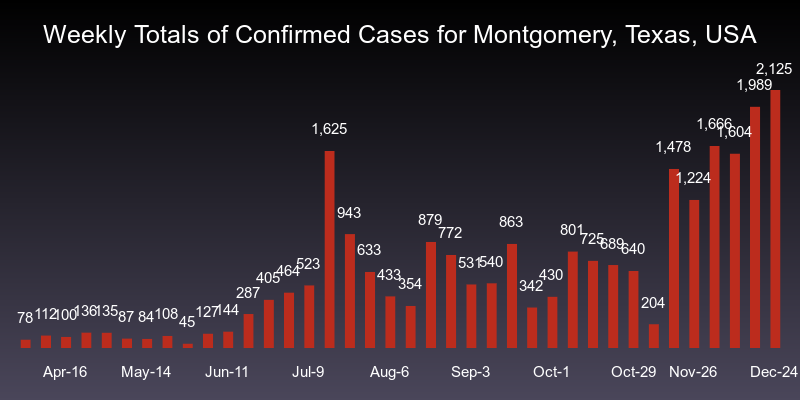 Weekly Totals of Confirmed Cases for Montgomery, Texas, USA
78 112 100 136 135 87 84 108 45 127 144 287 405 464 523 1,625 943 633 433 354 879 772 531 540 863 342 430 801 725 689 640 204 1,478 1,224 1,666 1,604 1,989 2,125
Apr-16 May-14 Jun-11 Jul-9 Aug-6 Sep-3 Oct-1 Oct-29 Nov-26 Dec-24